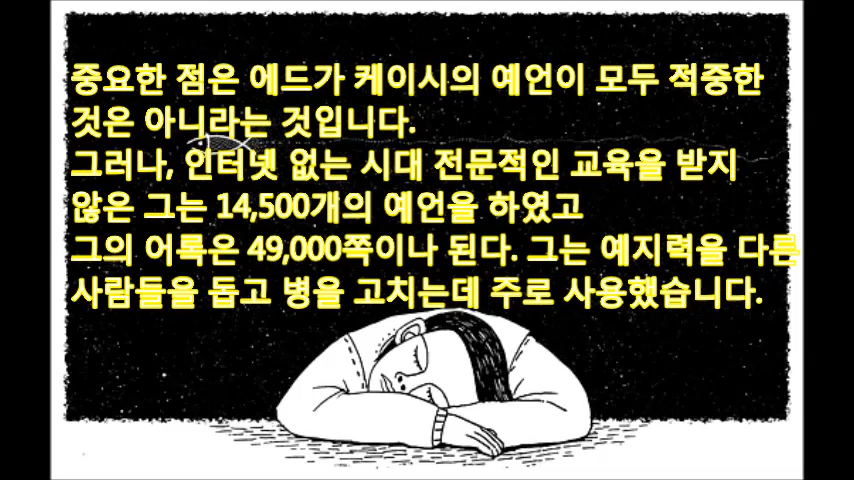 중요한 점은 에드가 케이시의 예언이 모두 적중한
것은 아니라는 것입니다.
그러나, 인터넷 없는 시대 전문적인 교육을 받지
않은 그는 14,500개의 예언을 하였고
그의 어록은 49,000쪽이나 된다. 그는 예지력을 다른
사람들을 돕고 병을 고치는데 주로 사용했습니다.